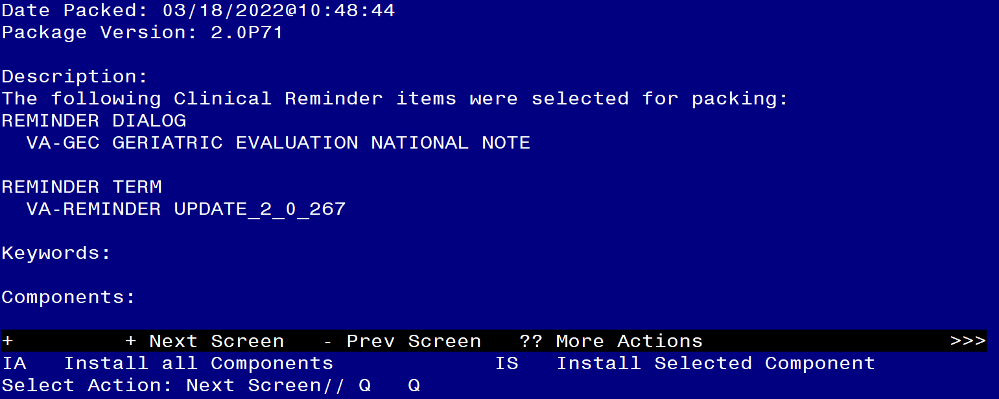 Date Packed: 03/18/2022@10:48:44
Package Version: 2.0P71
Description:
The following Clinical Reminder items were selected for packing:
REMINDER DIALOG
VA-GEC GERIATRIC EVALUATION NATIONAL NOTE
REMINDER TERM
VA-REMINDER UPDATE_2_0_267
Keywords:
Components:
+ + Next Screen - Prev Screen ?? More Actions >>>
IA Install all Components IS Install Selected Component
Select Action: Next Screen// Q Q